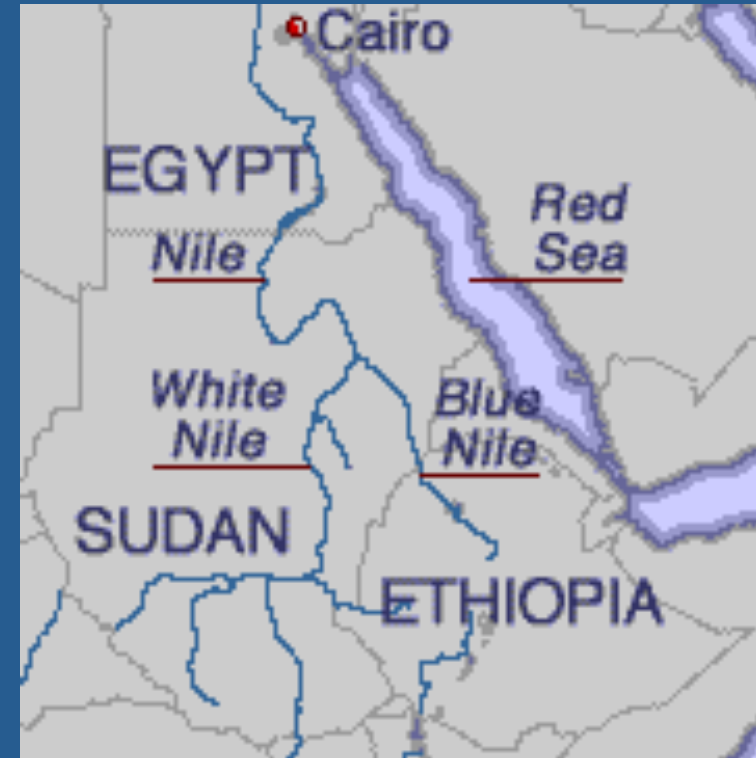 Cairo
EGYPT
Red
Sea
Nile
White
Nile
Blue
Nile
SUDAN
ETHIOPIA